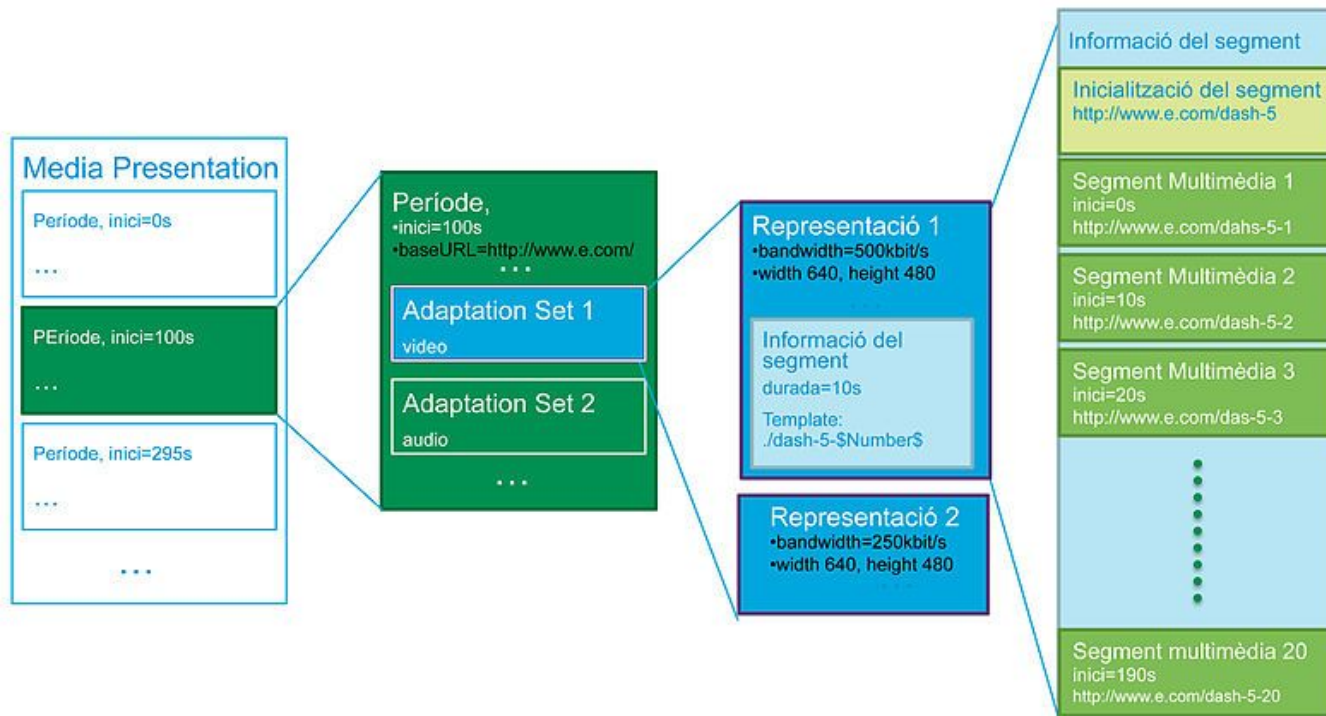 Media Presentation
Període, inici=0s
...
PEríode, inici=100s
...
Període, inici=295s
...
...
Període,
•inici=100s
•baseURL=http://www.e.com/
...
Adaptation Set 1
video
Adaptation Set 2
audio
...
Representació 1
•bandwidth=500kbit/s
•width 640, height 480
...
Informació del
segment
durada=10s
Template:
./dash-5-$Number$
Representació 2
•bandwidth=250kbit/s
•width 640, height 480
...
Informació del segment
Inicialització del segment
http://www.e.com/dash-5
Segment Multimèdia 1
inici=0s
http://www.e.com/dahs-5-1
Segment Multimèdia 2
inici=10s
http://www.e.com/dash-5-2
Segment Multimèdia 3
inici=20s
http://www.e.com/das-5-3
Segment multimèdia 20
inici=190s
http://www.e.com/dash-5-20